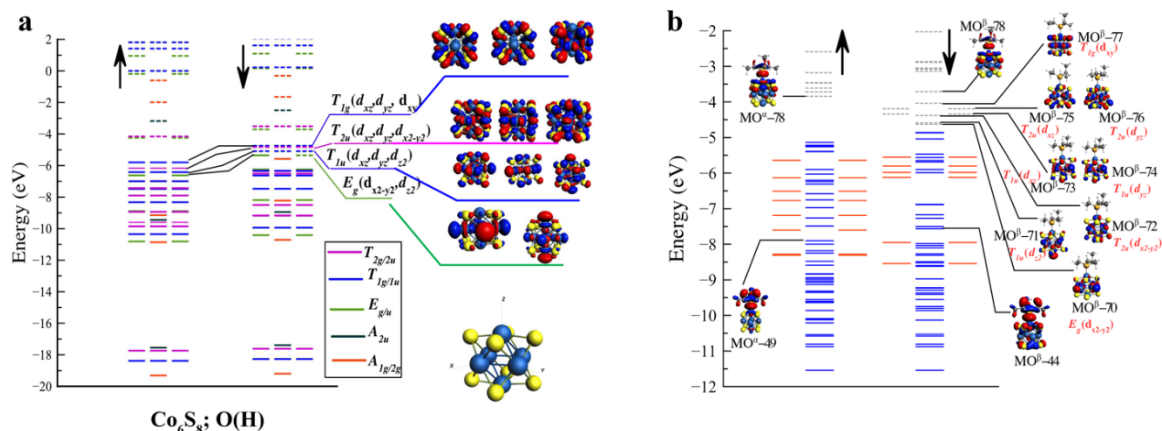 a
2
0
−2
−4
−6
−8
−10
−12
−14
−16
−18
−20
Energy (eV)
T1g(dxz,dyz,dxy)
T2u(dxz,dyz,dx2-y2)
T1u(dxz,dyz,dz2)
Eg(dx2-y2,dz2)
T2g/2u
T1g/1u
Eg/u
A2u
A1g/2g
z
X
Y
Co6S8; O(H)
b
−2
−3
−4
−5
−6
−7
−8
−9
−10
−11
−12
Energy (eV)
MOα−78
MOα−49
MOβ−78
MOβ−77
T1g(dxy)
MOβ−75
MOβ−76
T2u(dxz)
T2u(dyz)
MOβ−73
MOβ−74
T1u(dyz)
MOβ−71
MOβ−72
T1u(dz2)
T2u(dx2-y2)
MOβ−70
Eg(dx2-y2)
MOβ−44